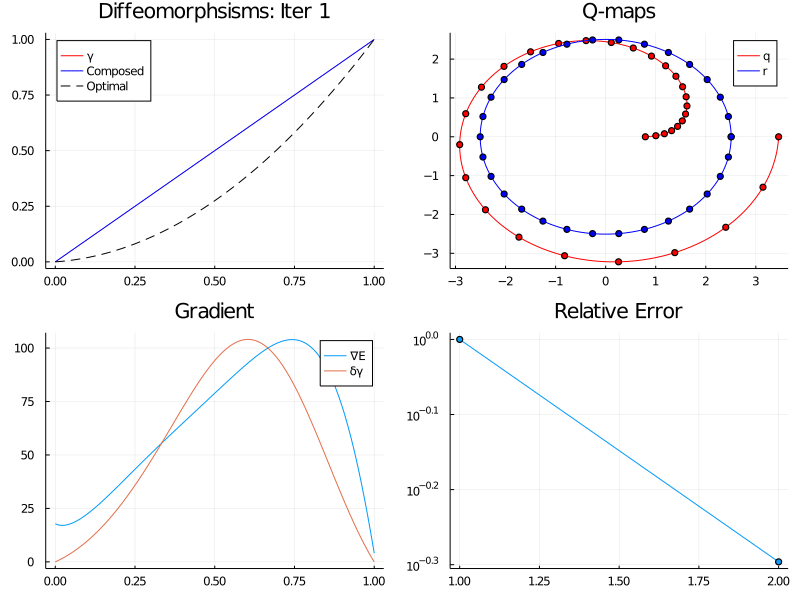 Diffeomorphsisms: Iter 1
1.00
0.75
0.50
0.25
0.00
γ
Composed
Optimal
0.00 0.25 0.50 0.75 1.00
Q-maps
2
1
0
−1
−2
−3
q
r
−3 −2 −1 0 1 2 3
Gradient
100
75
50
25
0
∇E
δγ
0.00 0.25 0.50 0.75 1.00
Relative Error
10^0.0
10^−0.1
10^−0.2
10^−0.3
1.00 1.25 1.50 1.75 2.00